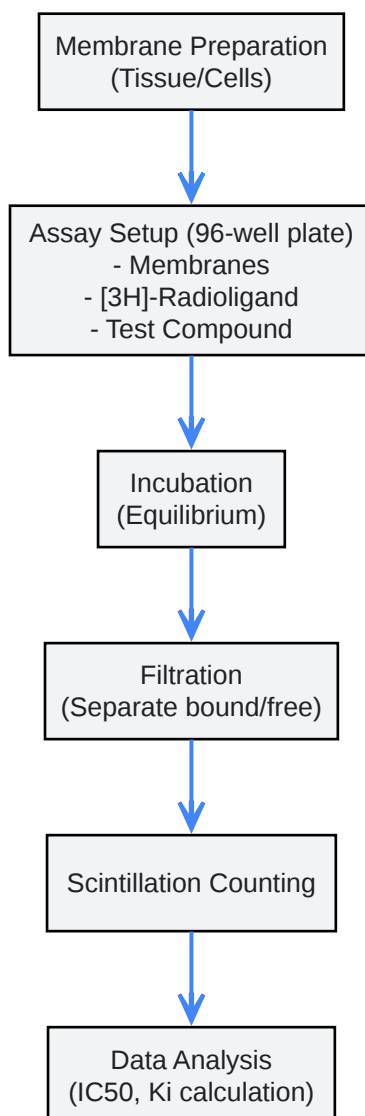 Membrane Preparation
(Tissue/Cells)
Assay Setup (96-well plate)
- Membranes
- [3H]-Radioligand
- Test Compound
Incubation
(Equilibrium)
Filtration
(Separate bound/free)
Scintillation Counting
Data Analysis
(IC50, Ki calculation)